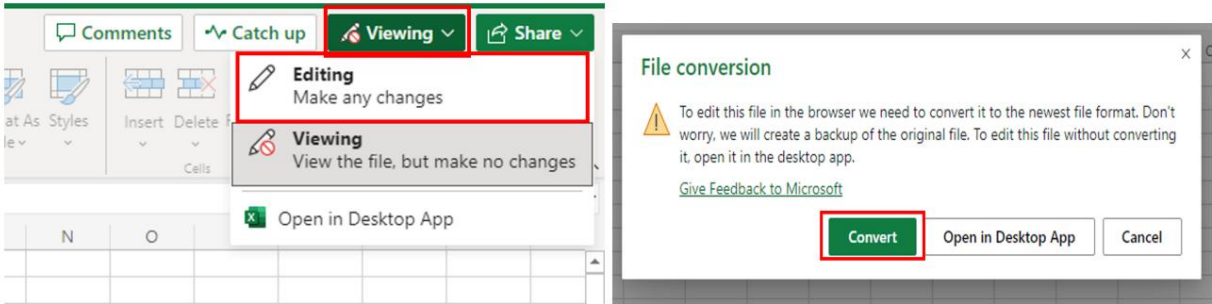 Comments Catch up Viewing Share
Editing
Make any changes
at As Styles Insert Delete F
le
Viewing
View the file, but make no changes
Cells
Open in Desktop App
N O
File conversion
X
To edit this file in the browser we need to convert it to the newest file format. Don't
worry, we will create a backup of the original file. To edit this file without converting
it, open it in the desktop app.
Give Feedback to Microsoft
Convert Open in Desktop App Cancel